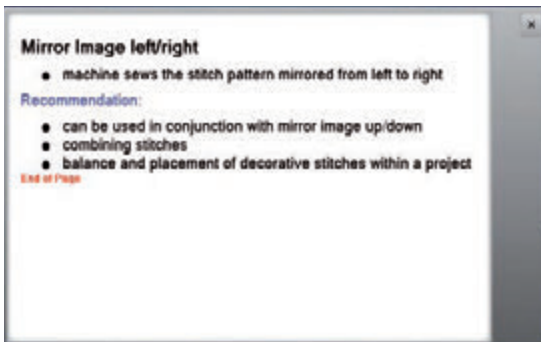 Mirror Image left/right
• machine sews the stitch pattern mirrored from left to right
Recommendation:
• can be used in conjunction with mirror image up/down
• combining stitches
• balance and placement of decorative stitches within a project
End of Page